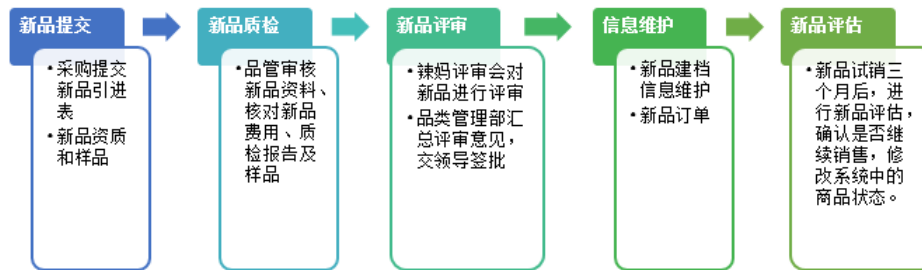 新品提交
•采购提交
新品引进
表
•新品资质
和样品
新品质检
•品管审核
新品资料、
核对新品
费用、质
检报告及
样品
新品评审
•辣妈评审会对
新品进行评审
•品类管理部汇
总评审意见，
交领导签批
信息维护
•新品建档
信息维护
•新品订单
新品评估
•新品试销三
个月后，进
行新品评估，
确认是否继
续销售，修
改系统中的
商品状态。